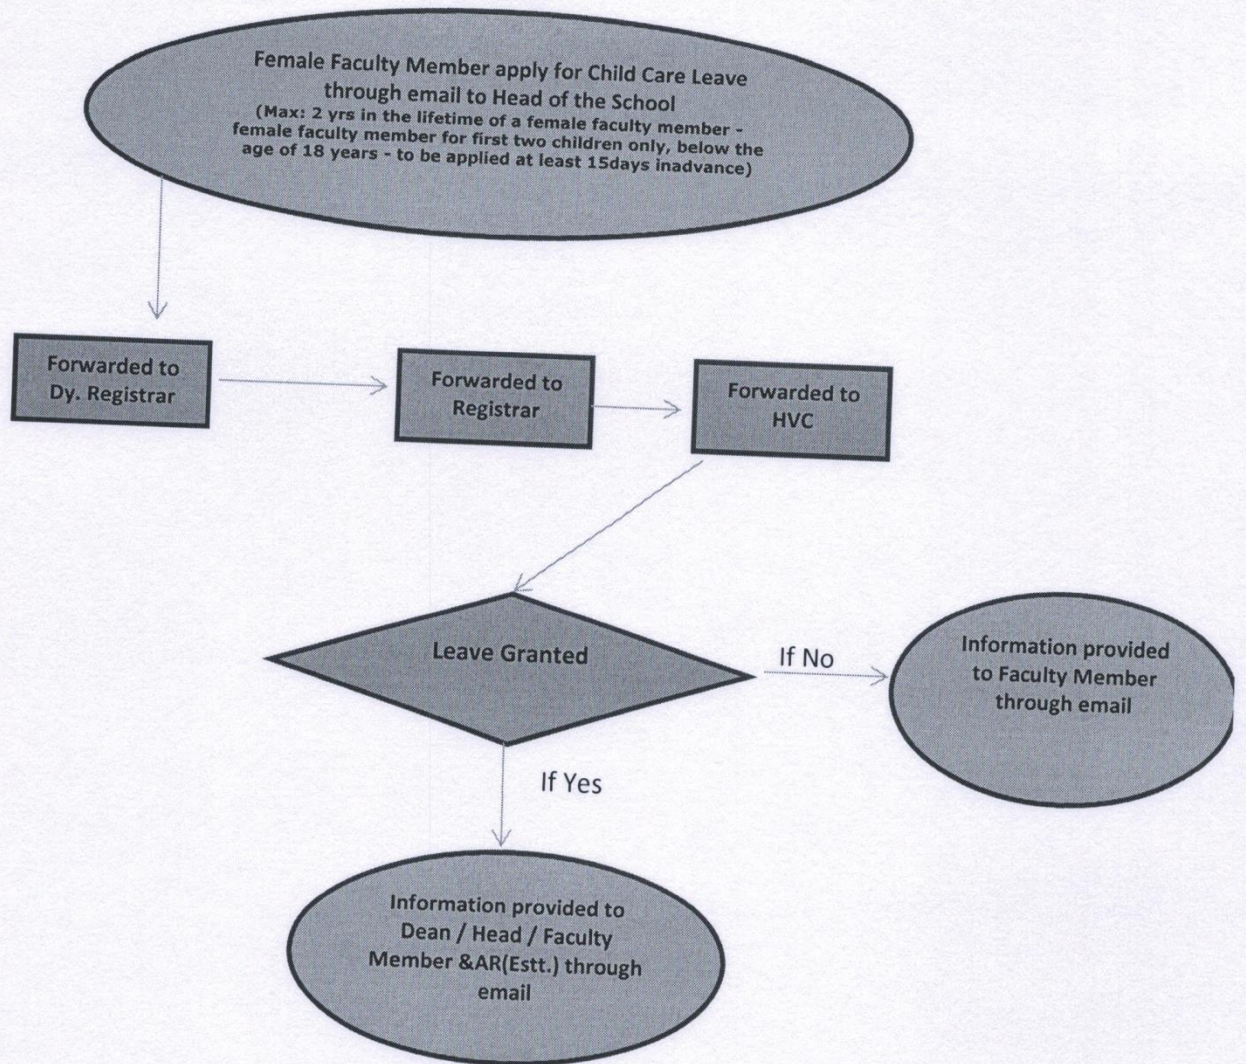 Female Faculty Member apply for Child Care Leave
through email to Head of the School
(Max: 2 yrs in the lifetime of a female faculty member -
female faculty member for first two children only, below the
age of 18 years - to be applied at least 15days inadvance)
Forwarded to
Dy. Registrar
Forwarded to
Registrar
Forwarded to
HVC
Leave Granted
If No
Information provided
to Faculty Member
through email
If Yes
Information provided to
Dean / Head / Faculty
Member &AR(Estt.) through
email